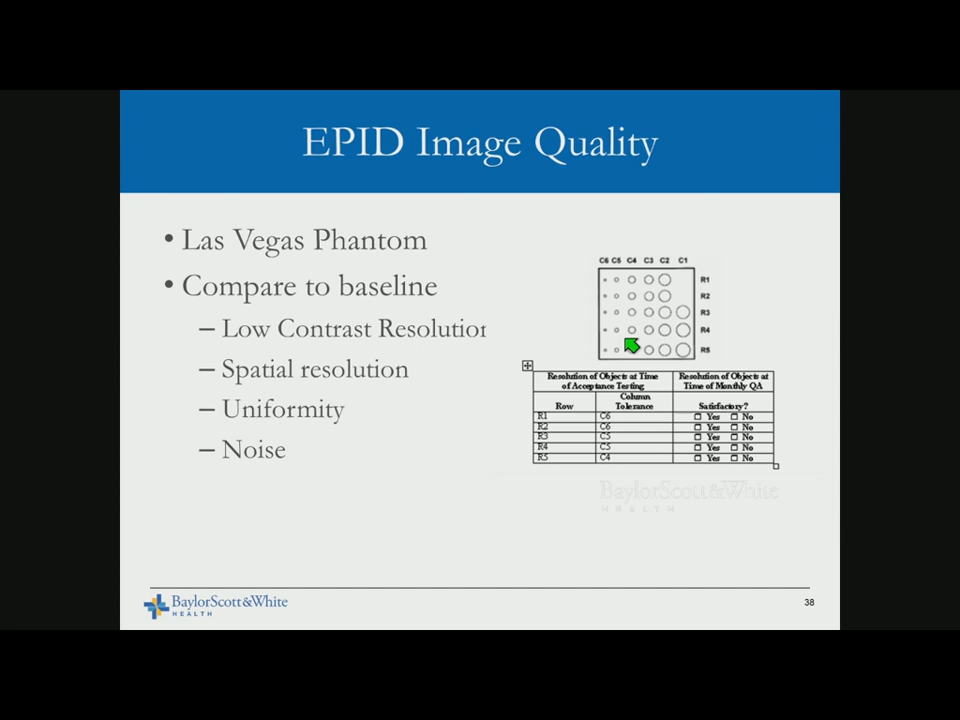 EPID Image Quality
• Las Vegas Phantom
• Compare to baseline
– Low Contrast Resolution
– Spatial resolution
– Uniformity
– Noise
C6 C5 C4 C3 C2 C1
R1
R2
R3
R4
R5
Resolution of Objects at Time of Acceptance Testing
Resolution of Objects at Time of Monthly QA
Row Column Tolerance Satisfactory?
R1 C6 Yes No
R2 C6 Yes No
R3 C5 Yes No
R4 C5 Yes No
R5 C4 Yes No
BaylorScott&White
HEALTH
BaylorScott&White
HEALTH
38